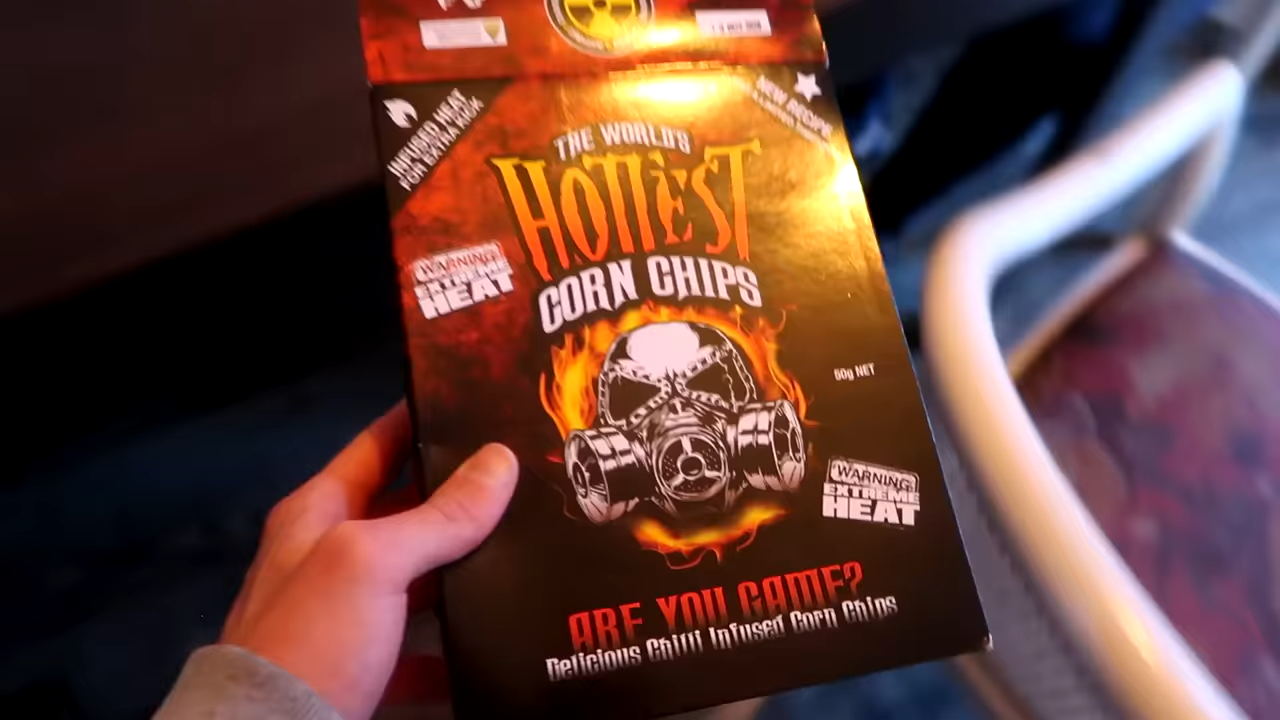 INFUSED HEAT
FOR EXTRA KICK
NEW RECIPE
THE WORLD'S
HOTTEST
CORN CHIPS
WARNING!
EXTREME
HEAT
50g NET
WARNING!
EXTREME
HEAT
ARE YOU GAME?
Delicious Chilli Infused Corn Chips